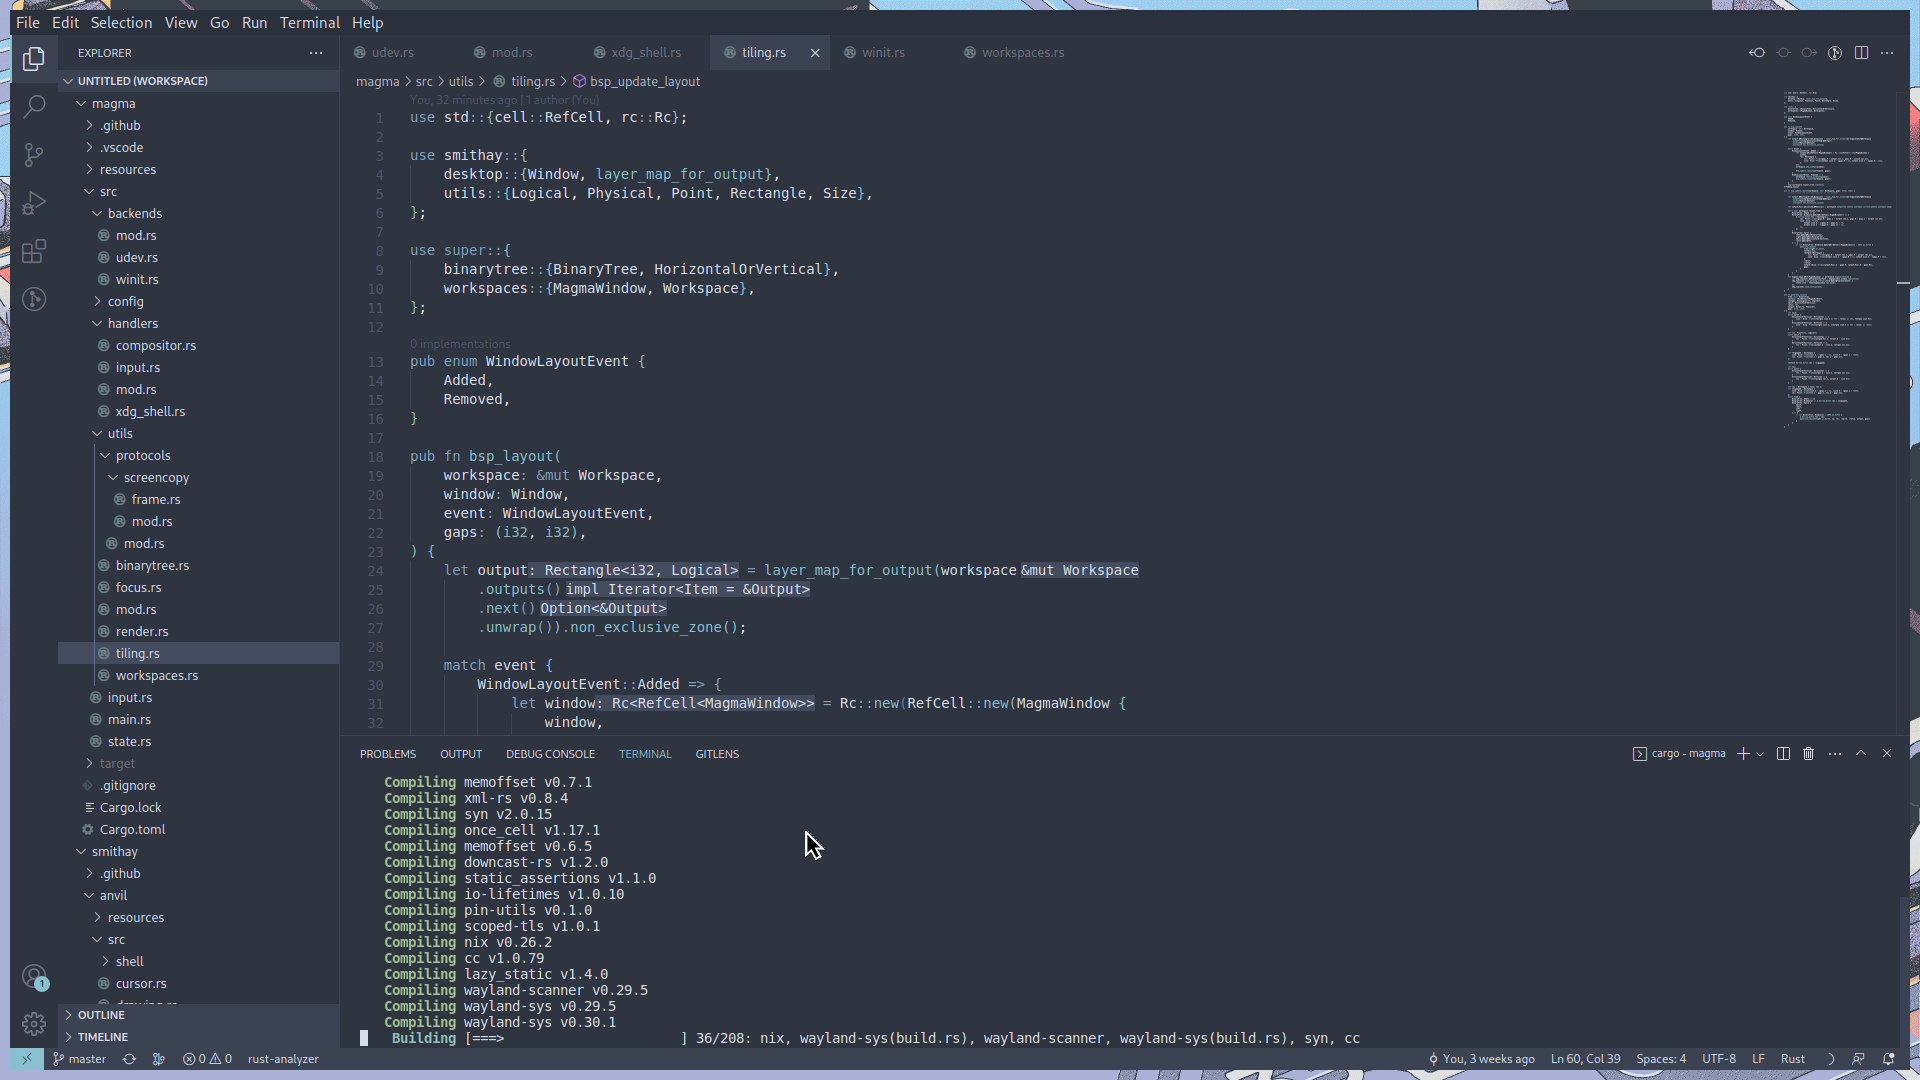 File Edit Selection View Go Run Terminal Help
EXPLORER
UNTITLED (WORKSPACE)
magma
.github
.vscode
resources
src
backends
mod.rs
udev.rs
winit.rs
config
handlers
compositor.rs
input.rs
mod.rs
xdg_shell.rs
utils
protocols
screencopy
frame.rs
mod.rs
mod.rs
binarytree.rs
focus.rs
mod.rs
render.rs
tiling.rs
workspaces.rs
input.rs
main.rs
state.rs
target
.gitignore
Cargo.lock
Cargo.toml
smithay
.github
anvil
resources
src
shell
cursor.rs
OUTLINE
TIMELINE
udev.rs mod.rs xdg_shell.rs tiling.rs winit.rs workspaces.rs
magma > src > utils > tiling.rs > bsp_update_layout
You, 32 minutes ago | 1 author (You)
1 use std::{cell::RefCell, rc::Rc};
2
3 use smithay::{
4 desktop::{Window, layer_map_for_output},
5 utils::{Logical, Physical, Point, Rectangle, Size},
6 };
7
8 use super::{
9 binarytree::{BinaryTree, HorizontalOrVertical},
10 workspaces::{MagmaWindow, Workspace},
11 };
12
0 implementations
13 pub enum WindowLayoutEvent {
14 Added,
15 Removed,
16 }
17
18 pub fn bsp_layout(
19 workspace: &mut Workspace,
20 window: Window,
21 event: WindowLayoutEvent,
22 gaps: (i32, i32),
23 ) {
24 let output: Rectangle<i32, Logical> = layer_map_for_output(workspace &mut Workspace
25 .outputs() impl Iterator<Item = &Output>
26 .next() Option<&Output>
27 .unwrap()).non_exclusive_zone();
28
29 match event {
30 WindowLayoutEvent::Added => {
31 let window: Rc<RefCell<MagmaWindow>> = Rc::new(RefCell::new(MagmaWindow {
32 window,
PROBLEMS OUTPUT DEBUG CONSOLE TERMINAL GITLENS cargo - magma
Compiling memoffset v0.7.1
Compiling xml-rs v0.8.4
Compiling syn v2.0.15
Compiling once_cell v1.17.1
Compiling memoffset v0.6.5
Compiling downcast-rs v1.2.0
Compiling static_assertions v1.1.0
Compiling io-lifetimes v1.0.10
Compiling pin-utils v0.1.0
Compiling scoped-tls v1.0.1
Compiling nix v0.26.2
Compiling cc v1.0.79
Compiling lazy_static v1.4.0
Compiling wayland-scanner v0.29.5
Compiling wayland-sys v0.29.5
Compiling wayland-sys v0.30.1
Building [===> ] 36/208: nix, wayland-sys(build.rs), wayland-scanner, wayland-sys(build.rs), syn, cc
1
master 0 0 rust-analyzer You, 3 weeks ago Ln 60, Col 39 Spaces: 4 UTF-8 LF Rust